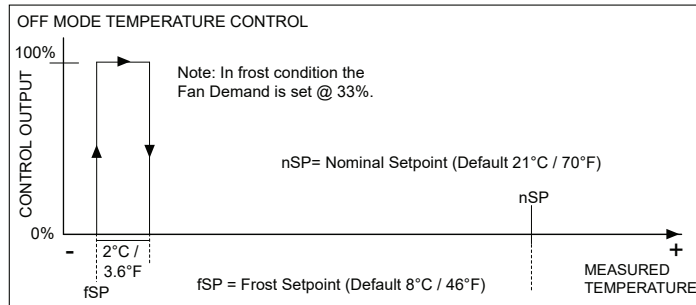 OFF MODE TEMPERATURE CONTROL
100%
CONTROL OUTPUT
Note: In frost condition the
Fan Demand is set @ 33%.
nSP= Nominal Setpoint (Default 21°C / 70°F)
nSP
0%
-
+
2°C /
3.6°F
fSP
fSP = Frost Setpoint (Default 8°C / 46°F)
MEASURED
TEMPERATURE